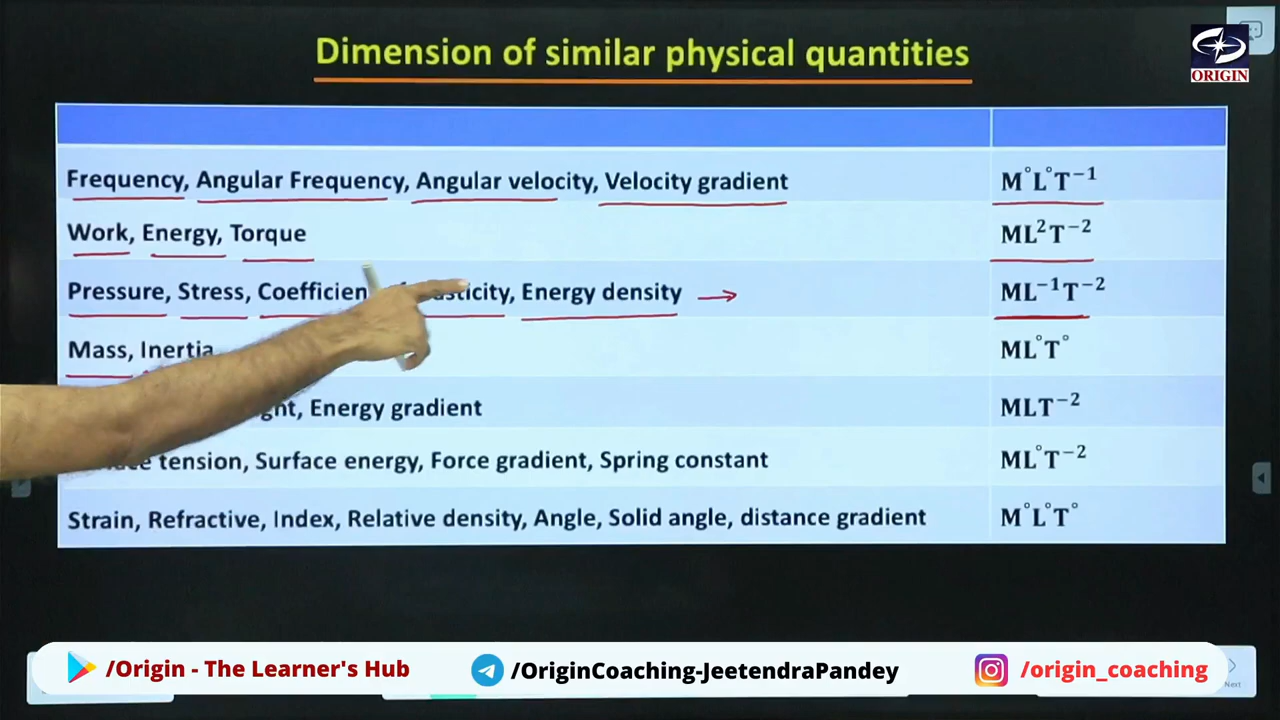 Dimension of similar physical quantities
ORIGIN
Frequency, Angular Frequency, Angular velocity, Velocity gradient M°L°T⁻¹
Work, Energy, Torque ML²T⁻²
Pressure, Stress, Coefficien sticity, Energy density → ML⁻¹T⁻²
Mass, Inertia ML°T°
ght, Energy gradient MLT⁻²
tension, Surface energy, Force gradient, Spring constant ML°T⁻²
Strain, Refractive, Index, Relative density, Angle, Solid angle, distance gradient M°L°T°
/Origin - The Learner's Hub /OriginCoaching-JeetendraPandey /origin_coaching
Next